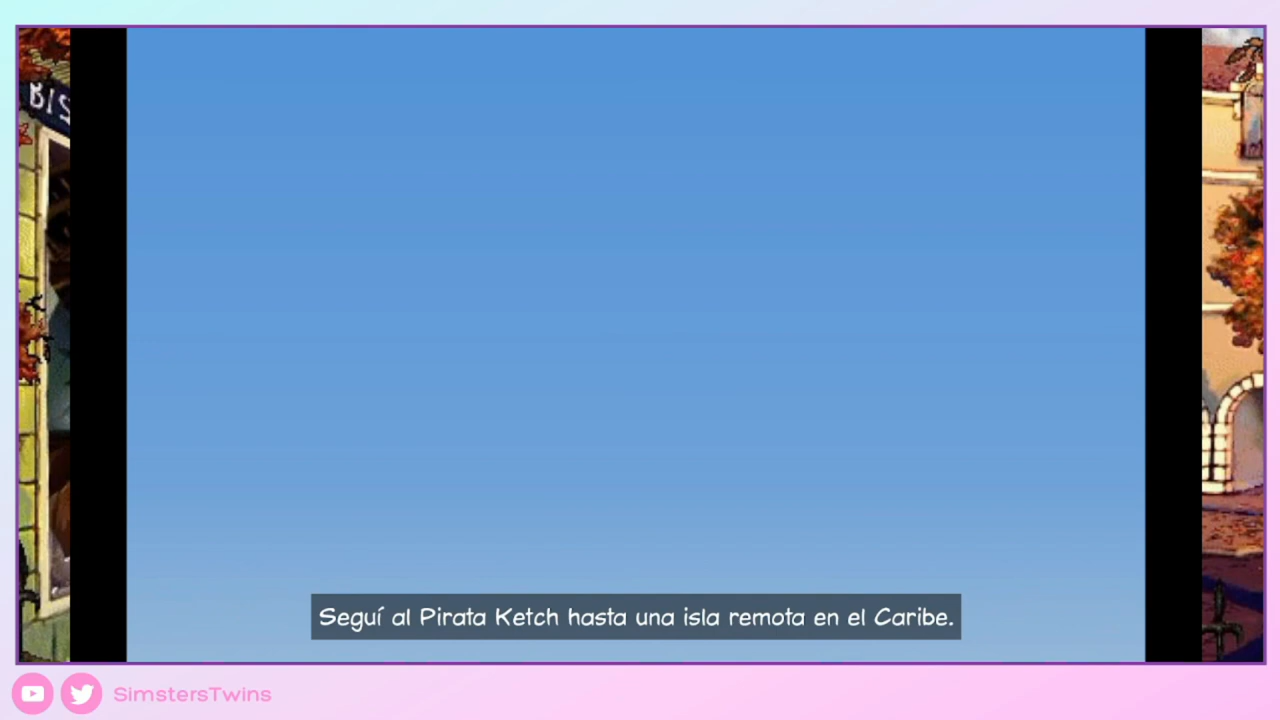 BIS
Seguí al Pirata Ketch hasta una isla remota en el Caribe.
SimstersTwins